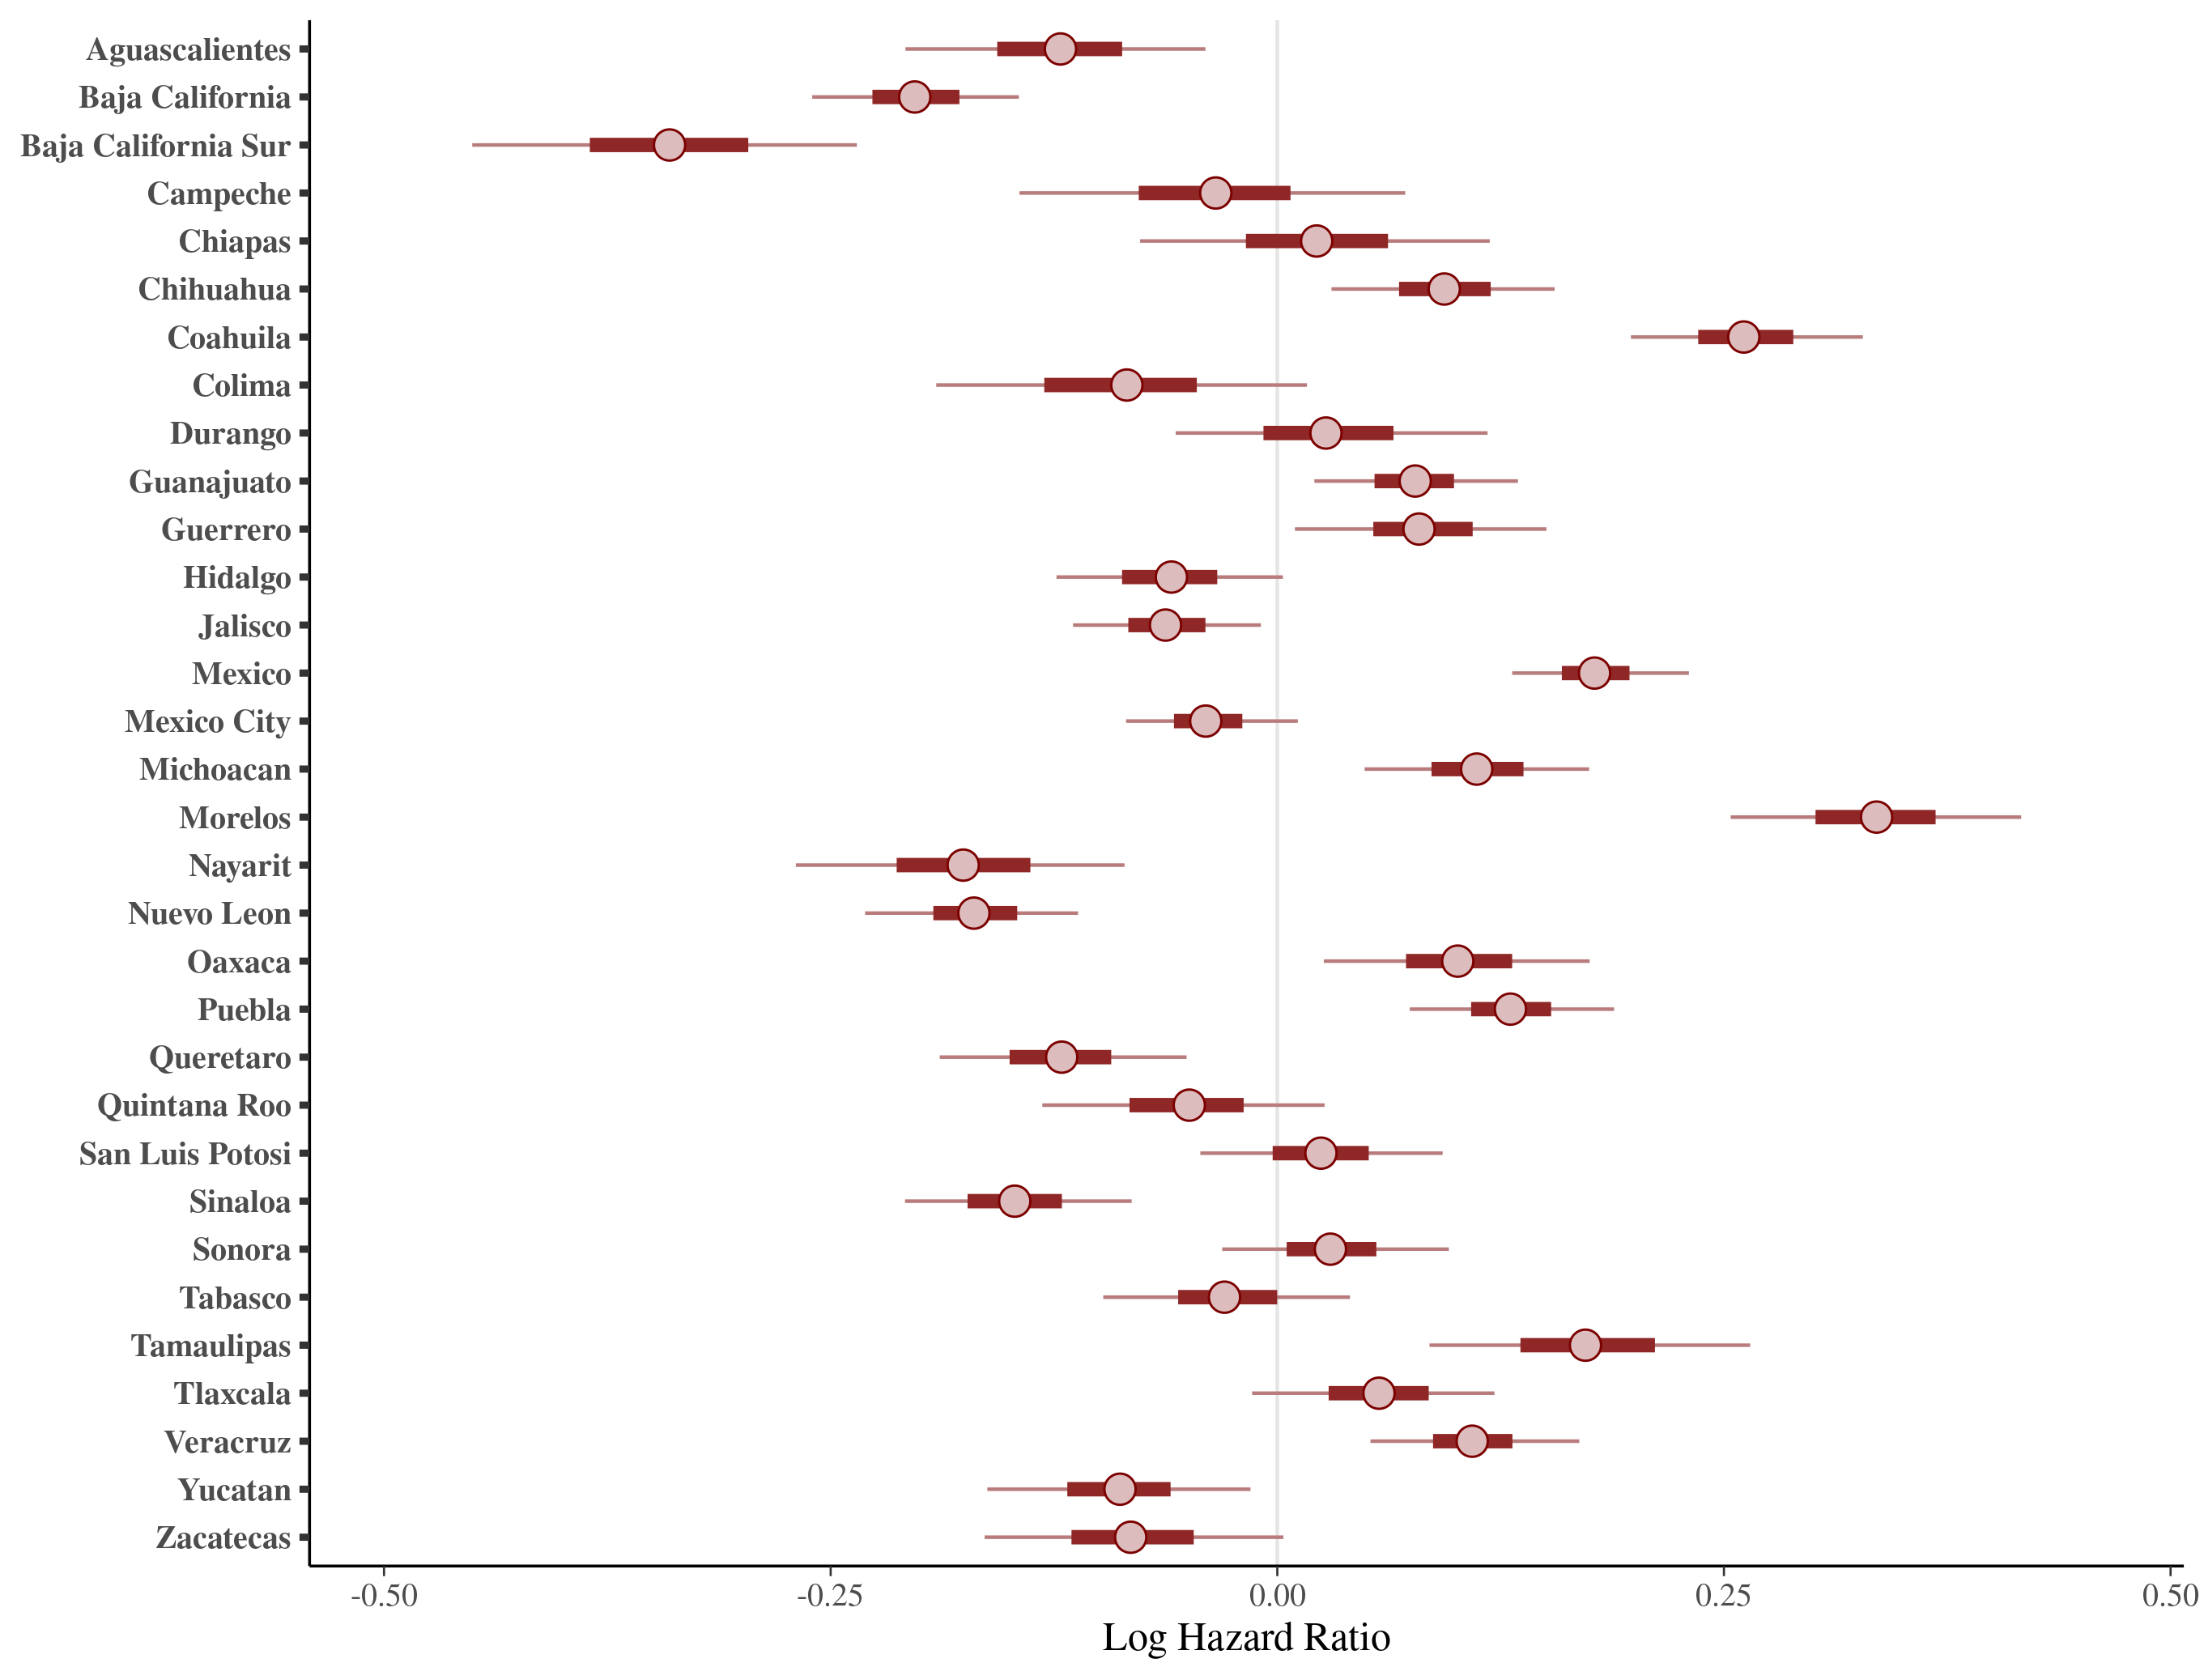 Aguascalientes
Baja California
Baja California Sur
Campeche
Chiapas
Chihuahua
Coahuila
Colima
Durango
Guanajuato
Guerrero
Hidalgo
Jalisco
Mexico
Mexico City
Michoacan
Morelos
Nayarit
Nuevo Leon
Oaxaca
Puebla
Queretaro
Quintana Roo
San Luis Potosi
Sinaloa
Sonora
Tabasco
Tamaulipas
Tlaxcala
Veracruz
Yucatan
Zacatecas
-0.50 -0.25 0.00 0.25 0.50
Log Hazard Ratio